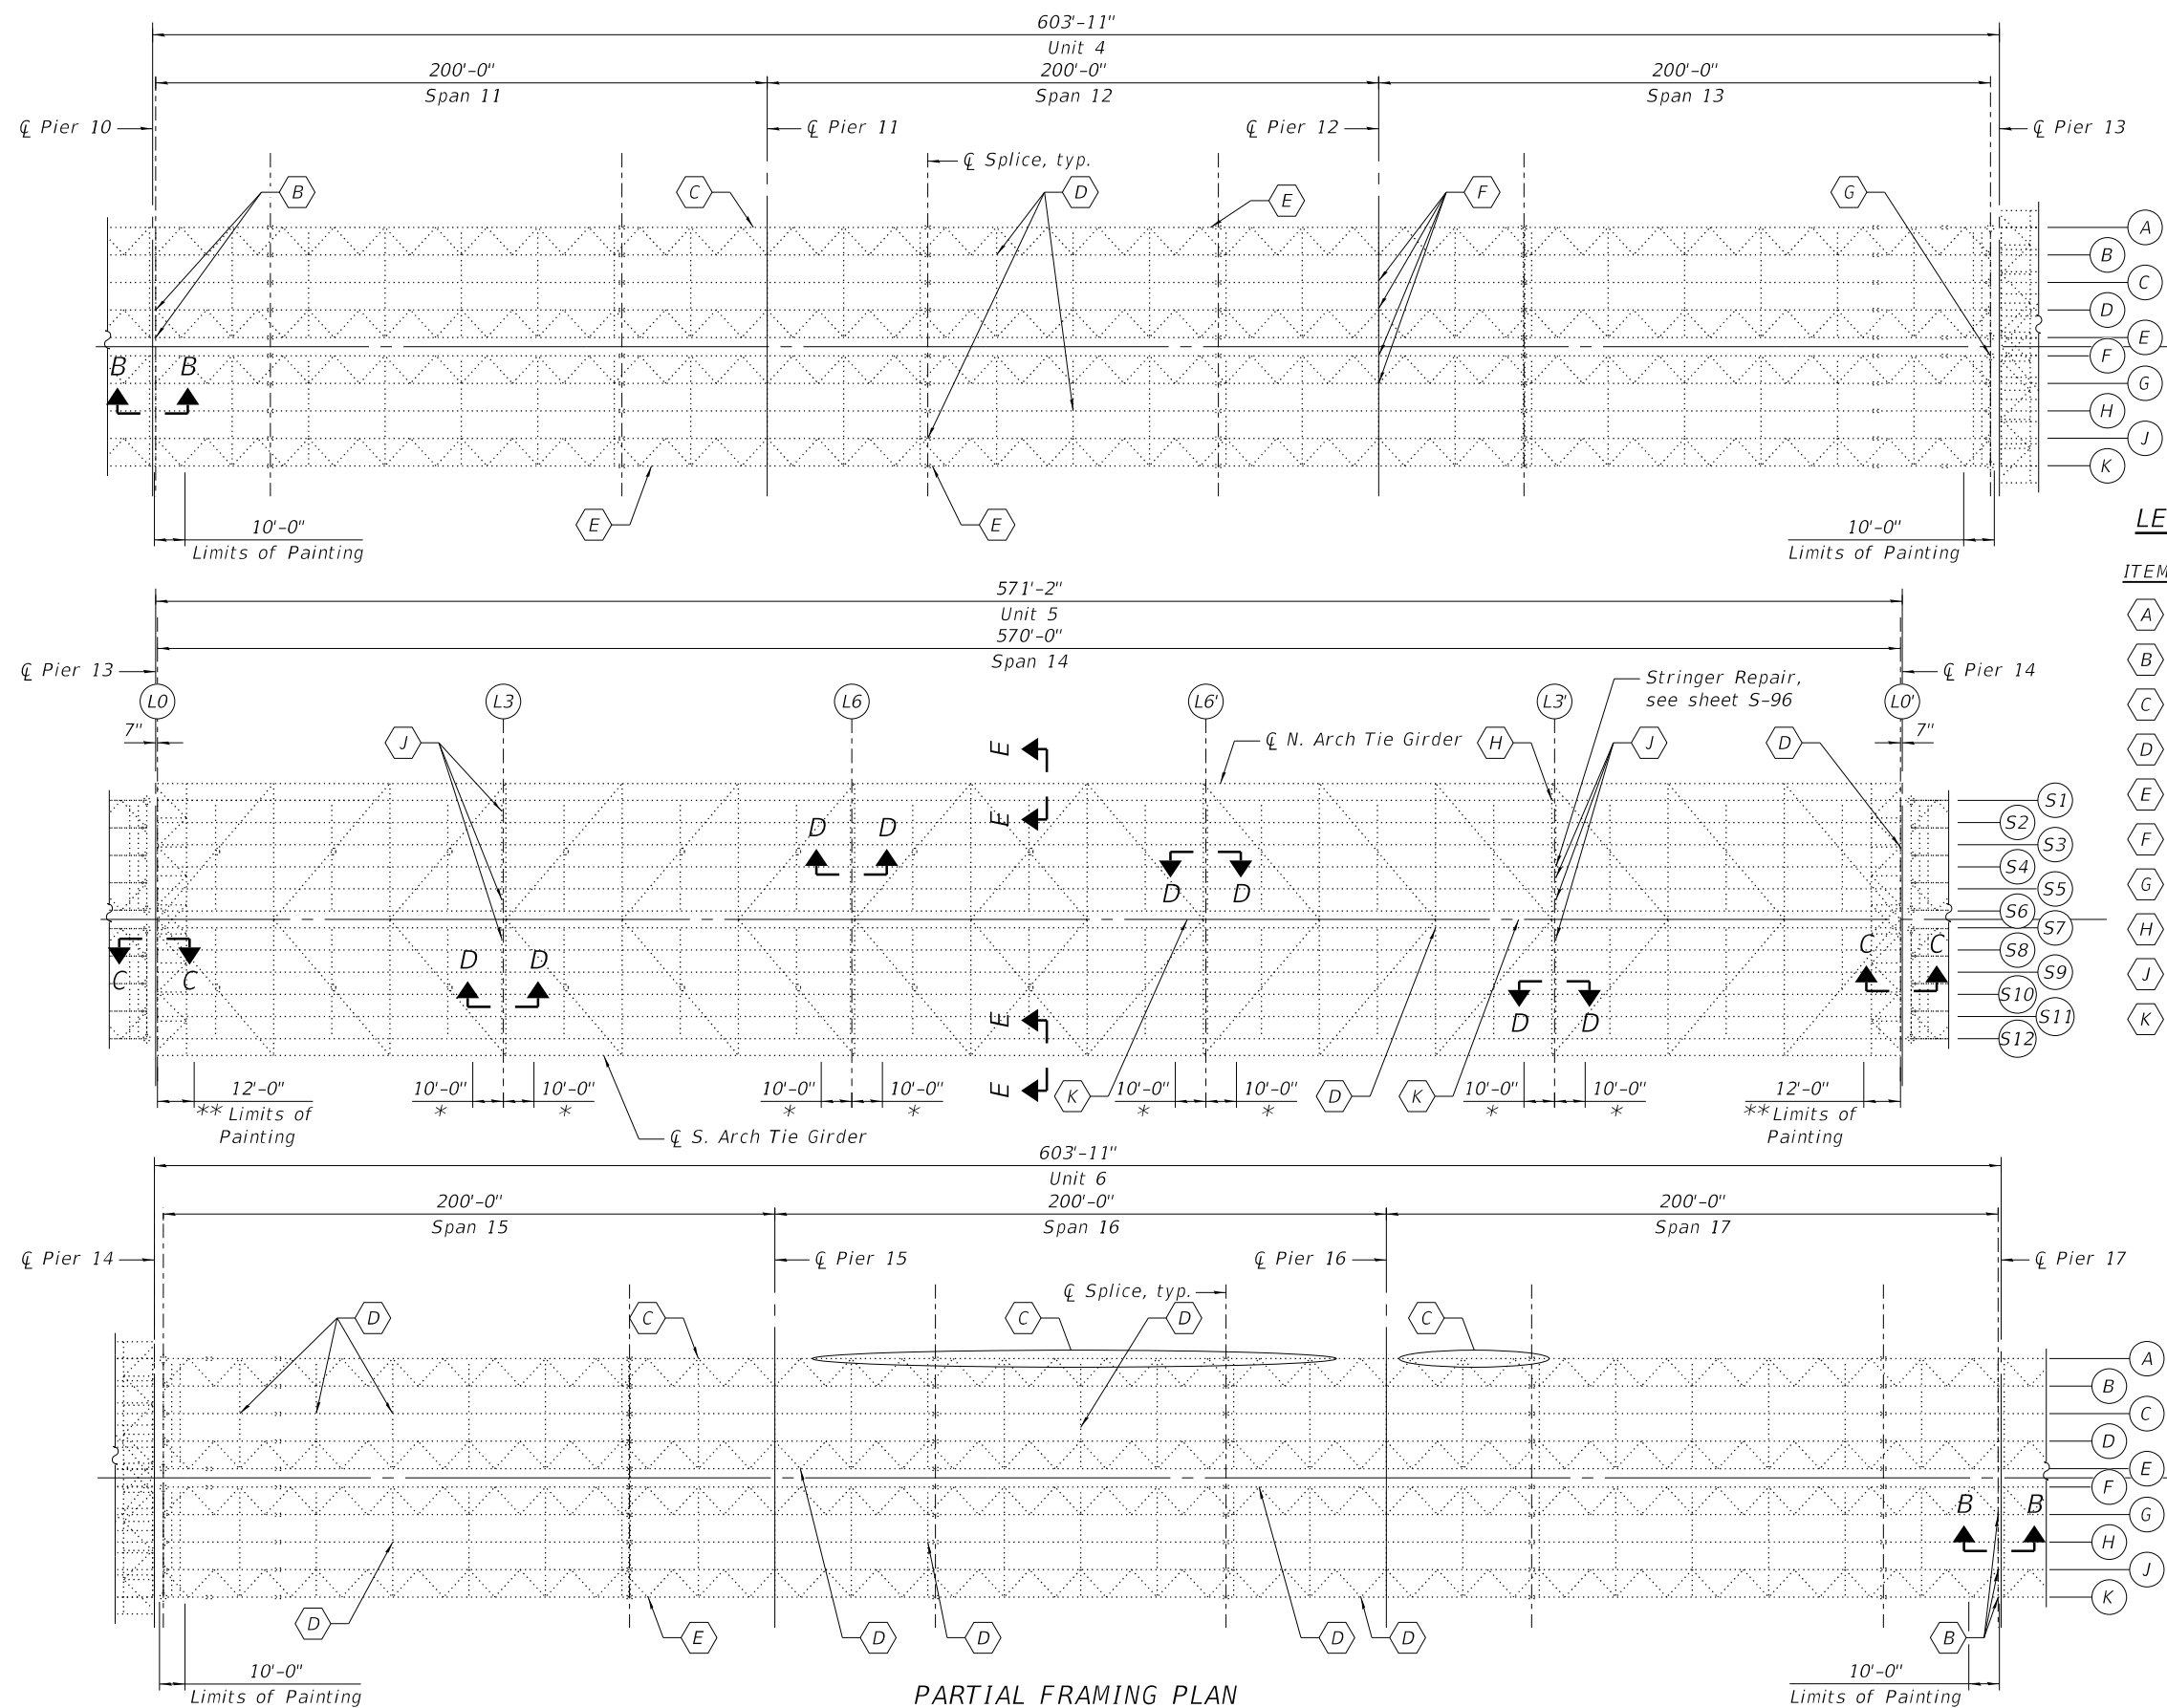 603'-11"
Unit 4
200'-0" 200'-0" 200'-0"
Span 11 Span 12 Span 13
℄ Pier 10 ℄ Pier 11 ℄ Pier 12 ℄ Pier 13
℄ Splice, typ.
B C D E F G
A
B
C
D
E
F
G
H
J
K
B B
E E
10'-0" 10'-0"
Limits of Painting Limits of Painting
LE
ITEM
A
B
C
D
E
F
G
H
J
K
571'-2"
Unit 5
570'-0"
Span 14
℄ Pier 13 ℄ Pier 14
Stringer Repair,
see sheet S-96
L0 L3 L6 L6' L3' L0'
7" 7"
J E ℄ N. Arch Tie Girder H J D
E
D D
D D
S1
S2
S3
S4
S5
S6
S7
S8
S9
S10
S11
S12
C C
D D
C C
D D
E
E
12'-0" 10'-0" 10'-0" 10'-0" 10'-0" K 10'-0" 10'-0" D K 10'-0" 10'-0" 12'-0"
** Limits of * * * * * * * * ** Limits of
Painting Painting
℄ S. Arch Tie Girder
603'-11"
Unit 6
200'-0" 200'-0" 200'-0"
Span 15 Span 16 Span 17
℄ Pier 14 ℄ Pier 15 ℄ Pier 16 ℄ Pier 17
℄ Splice, typ.
D C C D C
A
B
C
D
E
F
G
H
J
K
B B
D E D D D D B
10'-0" 10'-0"
Limits of Painting Limits of Painting
PARTIAL FRAMING PLAN